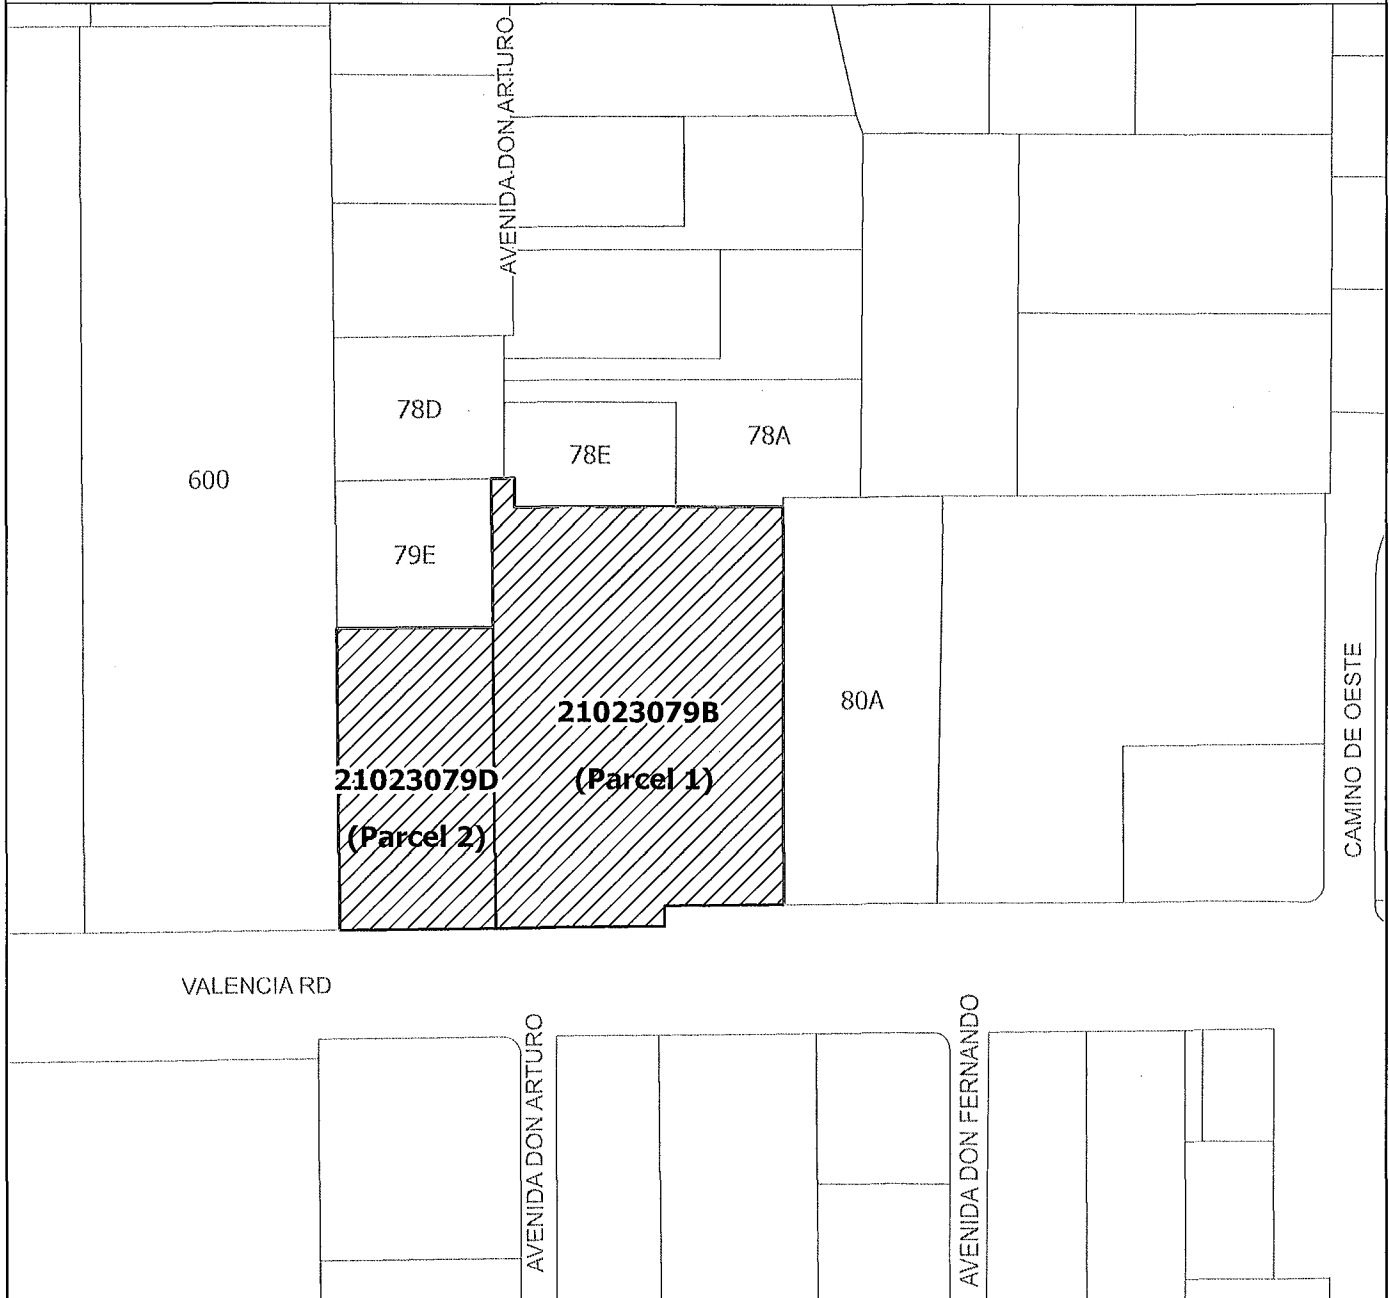 AVENIDA DON ARTURO
78D
78E
78A
600
79E
21023079B
(Parcel 1)
80A
21023079D
(Parcel 2)
CAMINO DE OESTE
VALENCIA RD
AVENIDA DON ARTURO
AVENIDA DON FERNANDO